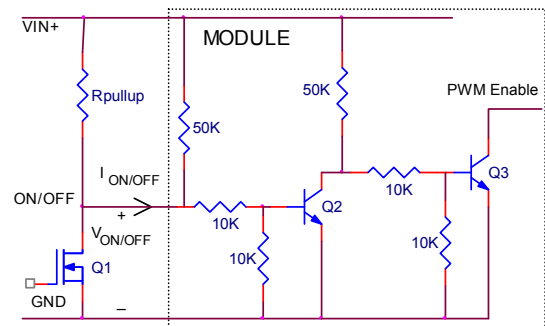 VIN+
MODULE
Rpullup
50K
50K
PWM Enable
I ON/OFF
ON/OFF
+
10K
Q2
10K
Q3
V ON/OFF
Q1
10K
10K
GND
–